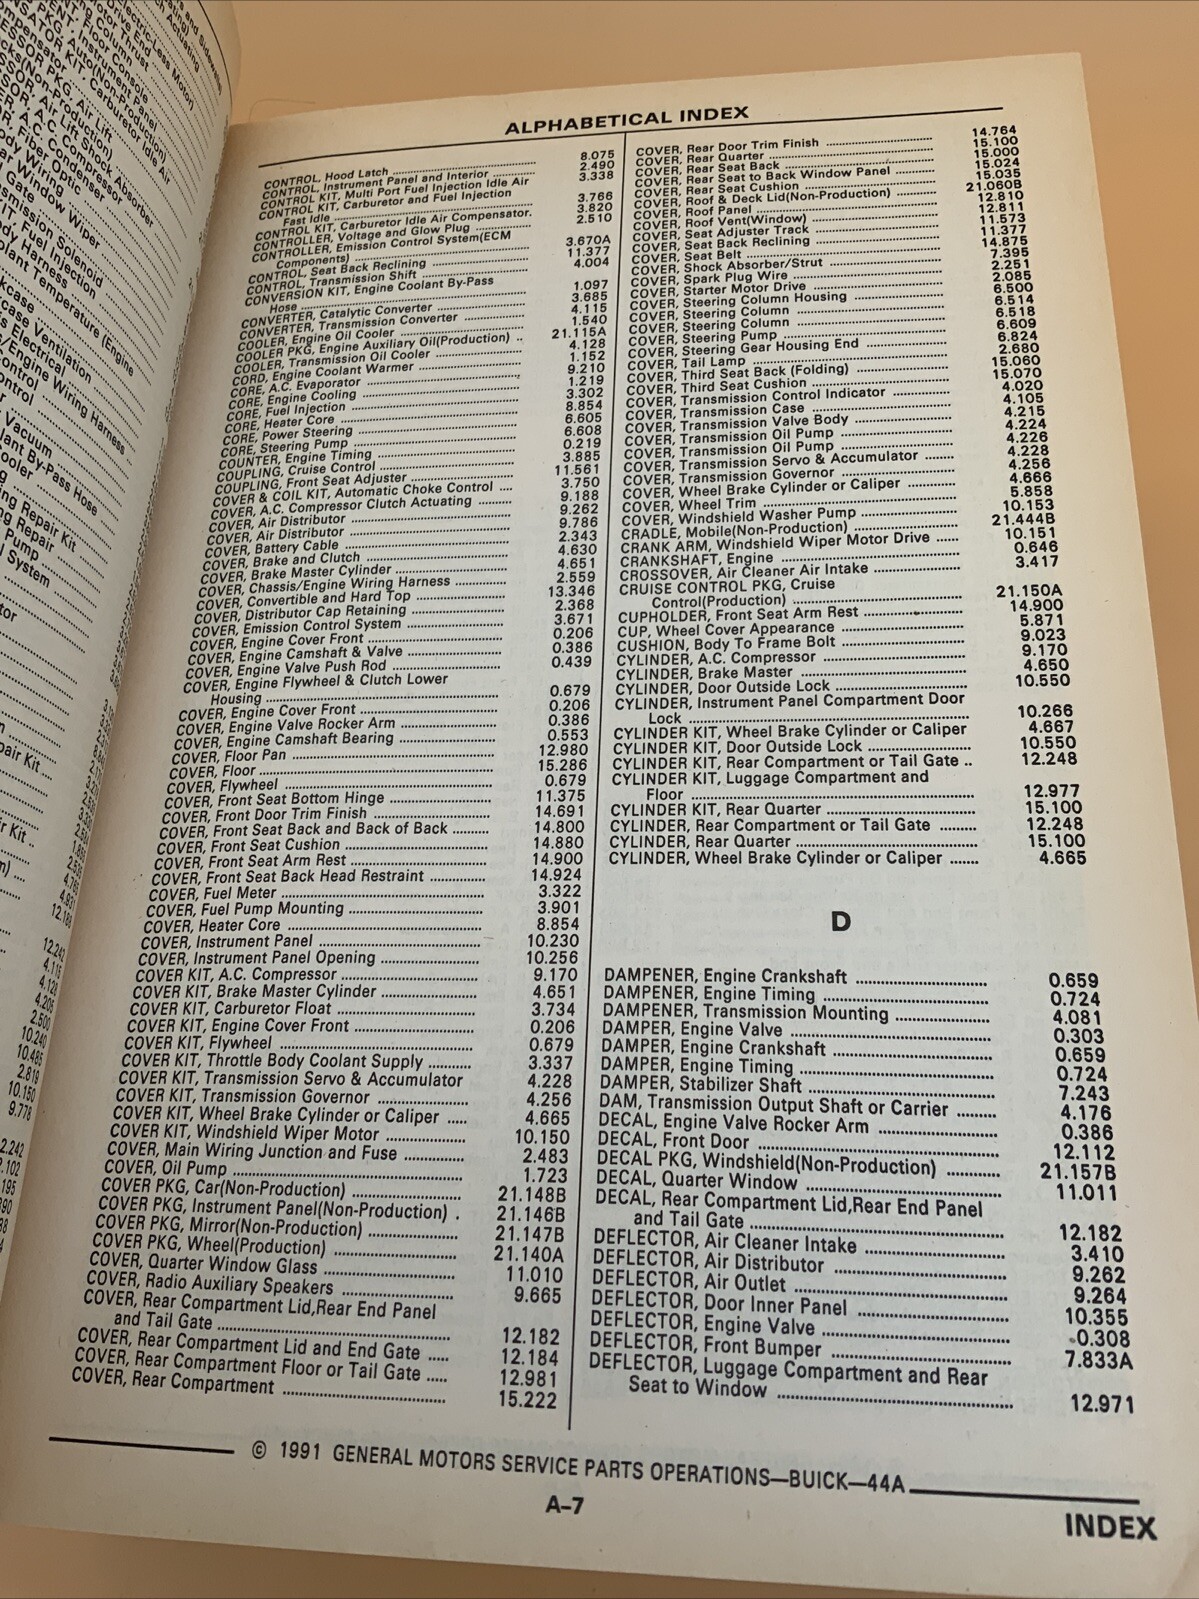 ALPHABETICAL INDEX
CONTROL, Hood Latch ........ 8.075
CONTROL, Instrument Panel and Interior ........ 2.490
CONTROL KIT, Multi Port Fuel Injection Idle Air 3.338
CONTROL KIT, Carburetor and Fuel Injection
Fast Idle ........ 3.766
CONTROL KIT, Carburetor Idle Air Compensator. 3.820
CONTROLLER, Voltage and Glow Plug ........ 2.510
CONTROLLER, Emission Control System(ECM
Components) ........ 3.670A
CONTROL, Seat Back Reclining ........ 11.377
CONTROL, Transmission Shift ........ 4.004
CONVERSION KIT, Engine Coolant By-Pass
Hose ........ 1.097
CONVERTER, Catalytic Converter ........ 3.685
CONVERTER, Transmission Converter ........ 4.115
COOLER, Engine Oil Cooler ........ 1.540
COOLER PKG, Engine Auxiliary Oil(Production) .. 21.115A
COOLER, Transmission Oil Cooler ........ 4.128
CORD, Engine Coolant Warmer ........ 1.152
CORE, A.C. Evaporator ........ 9.210
CORE, Engine Cooling ........ 1.219
CORE, Fuel Injection ........ 3.302
CORE, Heater Core ........ 8.854
CORE, Power Steering ........ 6.605
CORE, Steering Pump ........ 6.608
COUNTER, Engine Timing ........ 0.219
COUPLING, Cruise Control ........ 3.885
COUPLING, Front Seat Adjuster ........ 11.561
COVER & COIL KIT, Automatic Choke Control .... 3.750
COVER, A.C. Compressor Clutch Actuating ........ 9.188
COVER, Air Distributor ........ 9.262
COVER, Air Distributor ........ 9.786
COVER, Battery Cable ........ 2.343
COVER, Brake and Clutch ........ 4.630
COVER, Brake Master Cylinder ........ 4.651
COVER, Chassis/Engine Wiring Harness ........ 2.559
COVER, Convertible and Hard Top ........ 13.346
COVER, Distributor Cap Retaining ........ 2.368
COVER, Emission Control System ........ 3.671
COVER, Engine Cover Front ........ 0.206
COVER, Engine Camshaft & Valve ........ 0.386
COVER, Engine Valve Push Rod ........ 0.439
COVER, Engine Flywheel & Clutch Lower
Housing ........ 0.679
COVER, Engine Cover Front ........ 0.206
COVER, Engine Valve Rocker Arm ........ 0.386
COVER, Engine Camshaft Bearing ........ 0.553
COVER, Floor Pan ........ 12.980
COVER, Floor ........ 15.286
COVER, Flywheel ........ 0.679
COVER, Front Seat Bottom Hinge ........ 11.375
COVER, Front Door Trim Finish ........ 14.691
COVER, Front Seat Back and Back of Back ........ 14.800
COVER, Front Seat Cushion ........ 14.880
COVER, Front Seat Arm Rest ........ 14.900
COVER, Front Seat Back Head Restraint ........ 14.924
COVER, Fuel Meter ........ 3.322
COVER, Fuel Pump Mounting ........ 3.901
COVER, Heater Core ........ 8.854
COVER, Instrument Panel ........ 10.230
COVER, Instrument Panel Opening ........ 10.256
COVER KIT, A.C. Compressor ........ 9.170
COVER KIT, Brake Master Cylinder ........ 4.651
COVER KIT, Carburetor Float ........ 3.734
COVER KIT, Engine Cover Front ........ 0.206
COVER KIT, Flywheel ........ 0.679
COVER KIT, Throttle Body Coolant Supply ........ 3.337
COVER KIT, Transmission Servo & Accumulator 4.228
COVER KIT, Transmission Governor ........ 4.256
COVER KIT, Wheel Brake Cylinder or Caliper ..... 4.665
COVER KIT, Windshield Wiper Motor ........ 10.150
COVER, Main Wiring Junction and Fuse ........ 2.483
COVER, Oil Pump ........ 1.723
COVER PKG, Car(Non-Production) ........ 21.148B
COVER PKG, Instrument Panel(Non-Production) . 21.146B
COVER PKG, Mirror(Non-Production) ........ 21.147B
COVER PKG, Wheel(Production) ........ 21.140A
COVER, Quarter Window Glass ........ 11.010
COVER, Radio Auxiliary Speakers ........ 9.665
COVER, Rear Compartment Lid,Rear End Panel
and Tail Gate ........ 12.182
COVER, Rear Compartment Lid and End Gate ..... 12.184
COVER, Rear Compartment Floor or Tail Gate ..... 12.981
COVER, Rear Compartment ........ 15.222
COVER, Rear Door Trim Finish ........ 14.764
COVER, Rear Quarter ........ 15.100
COVER, Rear Seat Back ........ 15.000
COVER, Rear Seat to Back Window Panel ........ 15.024
COVER, Rear Seat Cushion ........ 15.035
COVER, Roof & Deck Lid(Non-Production) ........ 21.060B
COVER, Roof Panel ........ 12.810
COVER, Roof Vent(Window) ........ 12.811
COVER, Seat Adjuster Track ........ 11.573
COVER, Seat Back Reclining ........ 11.377
COVER, Seat Belt ........ 14.875
COVER, Shock Absorber/Strut ........ 7.395
COVER, Spark Plug Wire ........ 2.251
COVER, Starter Motor Drive ........ 2.085
COVER, Steering Column Housing ........ 6.500
COVER, Steering Column ........ 6.514
COVER, Steering Column ........ 6.518
COVER, Steering Pump ........ 6.609
COVER, Steering Gear Housing End ........ 6.824
COVER, Tail Lamp ........ 2.680
COVER, Third Seat Back (Folding) ........ 15.060
COVER, Third Seat Cushion ........ 15.070
COVER, Transmission Control Indicator ........ 4.020
COVER, Transmission Case ........ 4.105
COVER, Transmission Valve Body ........ 4.215
COVER, Transmission Oil Pump ........ 4.224
COVER, Transmission Oil Pump ........ 4.226
COVER, Transmission Servo & Accumulator ........ 4.228
COVER, Transmission Governor ........ 4.256
COVER, Wheel Brake Cylinder or Caliper ........ 4.666
COVER, Wheel Trim ........ 5.858
COVER, Windshield Washer Pump ........ 10.153
CRADLE, Mobile(Non-Production) ........ 21.444B
CRANK ARM, Windshield Wiper Motor Drive ...... 10.151
CRANKSHAFT, Engine ........ 0.646
CROSSOVER, Air Cleaner Air Intake ........ 3.417
CRUISE CONTROL PKG, Cruise
Control(Production) ........ 21.150A
CUPHOLDER, Front Seat Arm Rest ........ 14.900
CUP, Wheel Cover Appearance ........ 5.871
CUSHION, Body To Frame Bolt ........ 9.023
CYLINDER, A.C. Compressor ........ 9.170
CYLINDER, Brake Master ........ 4.650
CYLINDER, Door Outside Lock ........ 10.550
CYLINDER, Instrument Panel Compartment Door
Lock ........ 10.266
CYLINDER KIT, Wheel Brake Cylinder or Caliper 4.667
CYLINDER KIT, Door Outside Lock ........ 10.550
CYLINDER KIT, Rear Compartment or Tail Gate .. 12.248
CYLINDER KIT, Luggage Compartment and
Floor ........ 12.977
CYLINDER KIT, Rear Quarter ........ 15.100
CYLINDER, Rear Compartment or Tail Gate ........ 12.248
CYLINDER, Rear Quarter ........ 15.100
CYLINDER, Wheel Brake Cylinder or Caliper ....... 4.665
D
DAMPENER, Engine Crankshaft ........ 0.659
DAMPENER, Engine Timing ........ 0.724
DAMPENER, Transmission Mounting ........ 4.081
DAMPER, Engine Valve ........ 0.303
DAMPER, Engine Crankshaft ........ 0.659
DAMPER, Engine Timing ........ 0.724
DAMPER, Stabilizer Shaft ........ 7.243
DAM, Transmission Output Shaft or Carrier ........ 4.176
DECAL, Engine Valve Rocker Arm ........ 0.386
DECAL, Front Door ........ 12.112
DECAL PKG, Windshield(Non-Production) ........ 21.157B
DECAL, Quarter Window ........ 11.011
DECAL, Rear Compartment Lid,Rear End Panel
and Tail Gate ........ 12.182
DEFLECTOR, Air Cleaner Intake ........ 3.410
DEFLECTOR, Air Distributor ........ 9.262
DEFLECTOR, Air Outlet ........ 9.264
DEFLECTOR, Door Inner Panel ........ 10.355
DEFLECTOR, Engine Valve ........ 0.308
DEFLECTOR, Front Bumper ........ 7.833A
DEFLECTOR, Luggage Compartment and Rear
Seat to Window ........ 12.971
© 1991 GENERAL MOTORS SERVICE PARTS OPERATIONS—BUICK—44A
A–7
INDEX